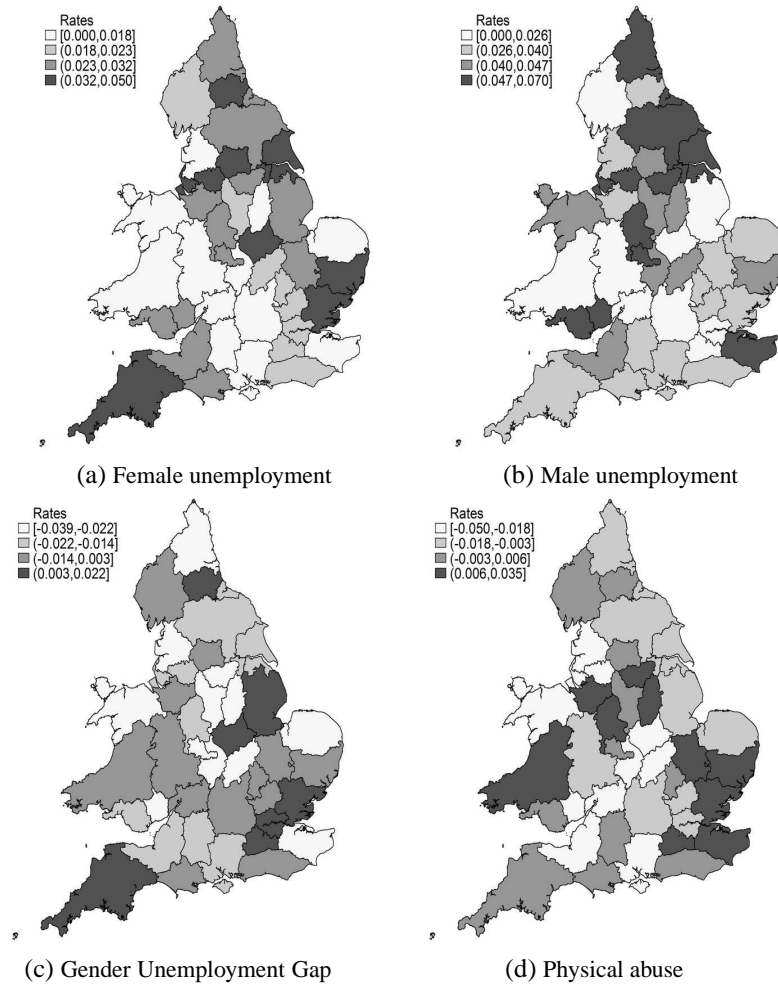 Rates
[0.000,0.018]
(0.018,0.023]
(0.023,0.032]
(0.032,0.050]
Rates
[0.000,0.026]
(0.026,0.040]
(0.040,0.047]
(0.047,0.070]
(a) Female unemployment
(b) Male unemployment
Rates
[-0.039,-0.022]
(-0.022,-0.014]
(-0.014,0.003]
(0.003,0.022]
Rates
[-0.050,-0.018]
(-0.018,-0.003]
(-0.003,0.006]
(0.006,0.035]
(c) Gender Unemployment Gap
(d) Physical abuse